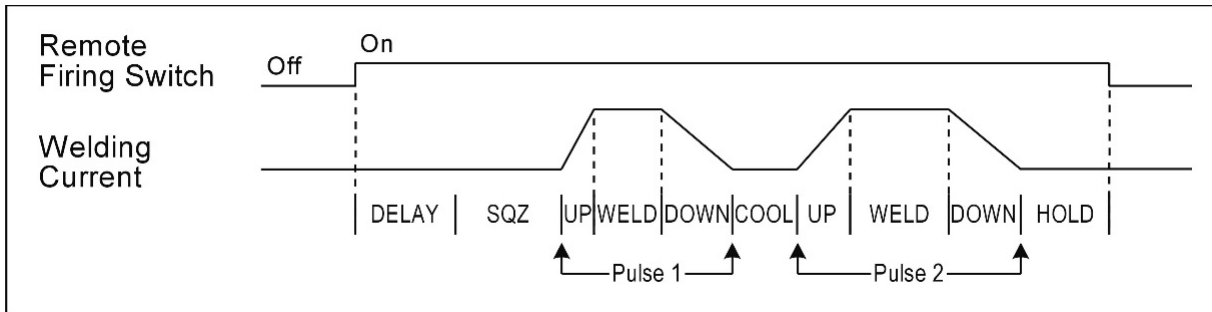 Remote
Firing Switch
Off
On
Welding
Current
DELAY SQZ UP WELD DOWN COOL UP WELD DOWN HOLD
Pulse 1 Pulse 2